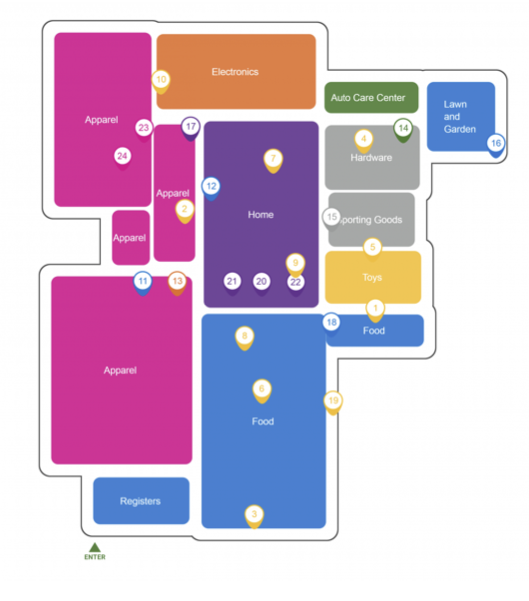 10
Electronics
Auto Care Center
Lawn
and
Garden
Apparel
23
17
14
4
16
24
7
Hardware
Apparel
12
2
Home
15
Sporting Goods
Apparel
5
9
11
13
21
20
22
Toys
1
18
Food
8
Apparel
6
19
Food
Registers
3
ENTER